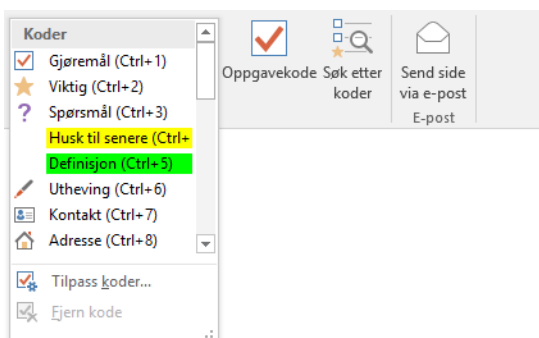 Koder
Gjøremål (Ctrl+1)
Viktig (Ctrl+2)
Spørsmål (Ctrl+3)
Husk til senere (Ctrl+
Definisjon (Ctrl+5)
Utheving (Ctrl+6)
Kontakt (Ctrl+7)
Adresse (Ctrl+8)
Tilpass koder...
Fjern kode
Oppgavekode
Søk etter
koder
Send side
via e-post
E-post